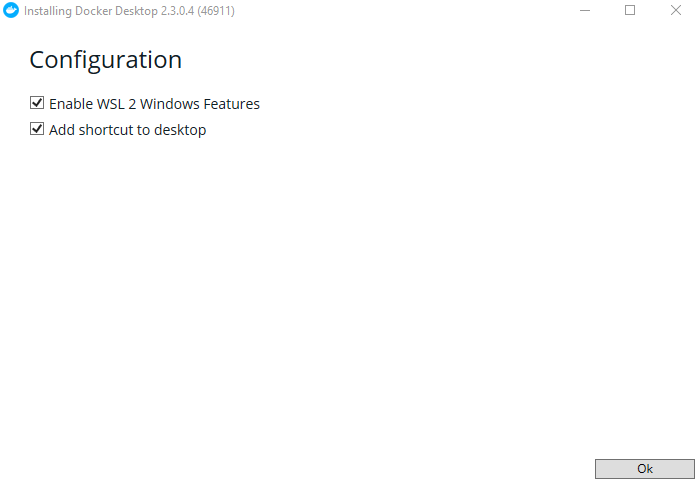 Installing Docker Desktop 2.3.0.4 (46911)
Configuration
Enable WSL 2 Windows Features
Add shortcut to desktop
Ok